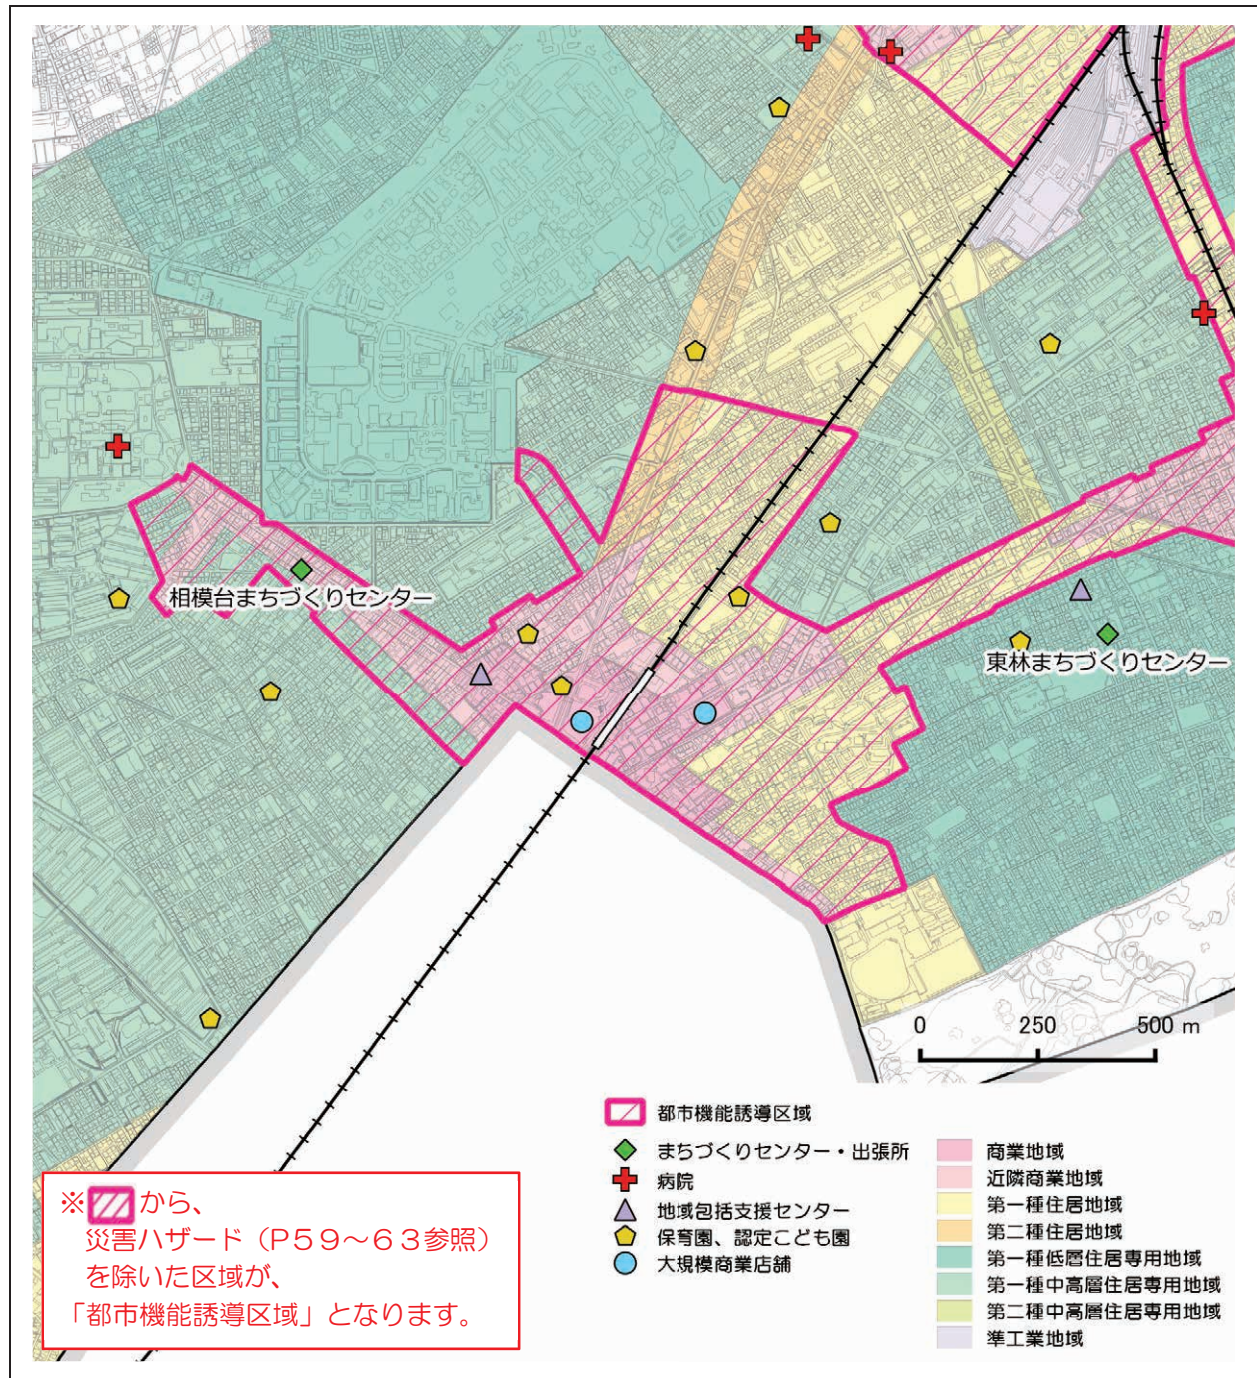 相模台まちづくりセンター
東林まちづくりセンター
0 250 500 m
都市機能誘導区域
まちづくりセンター・出張所
病院
地域包括支援センター
保育園、認定こども園
大規模商業店舗
商業地域
近隣商業地域
第一種住居地域
第二種住居地域
第一種低層住居専用地域
第一種中高層住居専用地域
第二種中高層住居専用地域
準工業地域
※から、
災害ハザード（P59～63参照）
を除いた区域が、
「都市機能誘導区域」となります。